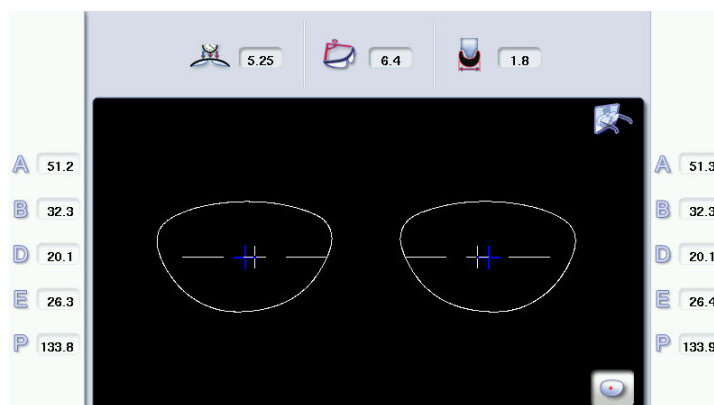 5.25 6.4 1.8
A 51.2 A 51.3
B 32.3 B 32.3
D 20.1 D 20.1
E 26.3 E 26.4
P 133.8 P 133.9